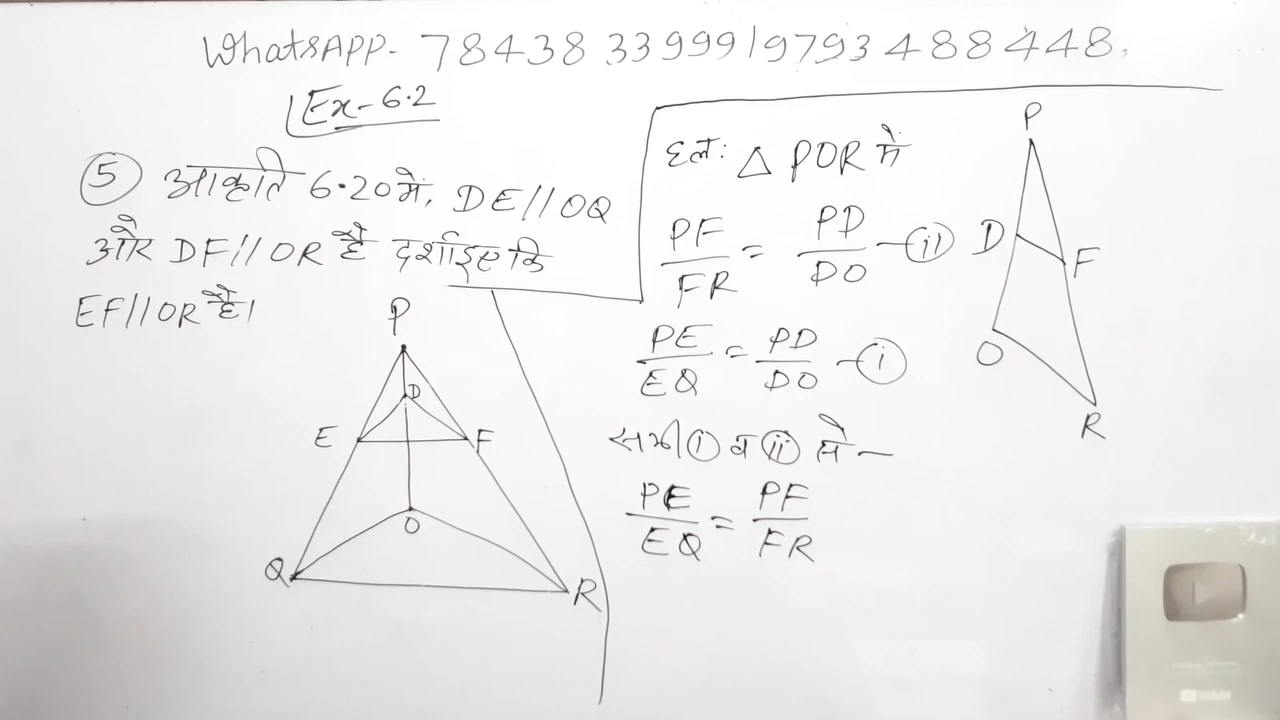 WhatsAPP- 7843833999/9793488448,
Ex-6.2
5 आकृति 6.20 में, DE//OQ
और DF//OR है दर्शाइए कि
EF//QR है।
P
D
E F
O
Q R
हल: △ POR में
PF/FR = PD/DO -(ii)
PE/EQ = PD/DO -(i)
समी (i) व (ii) से -
PE/EQ = PF/FR
P
D
F
O
R